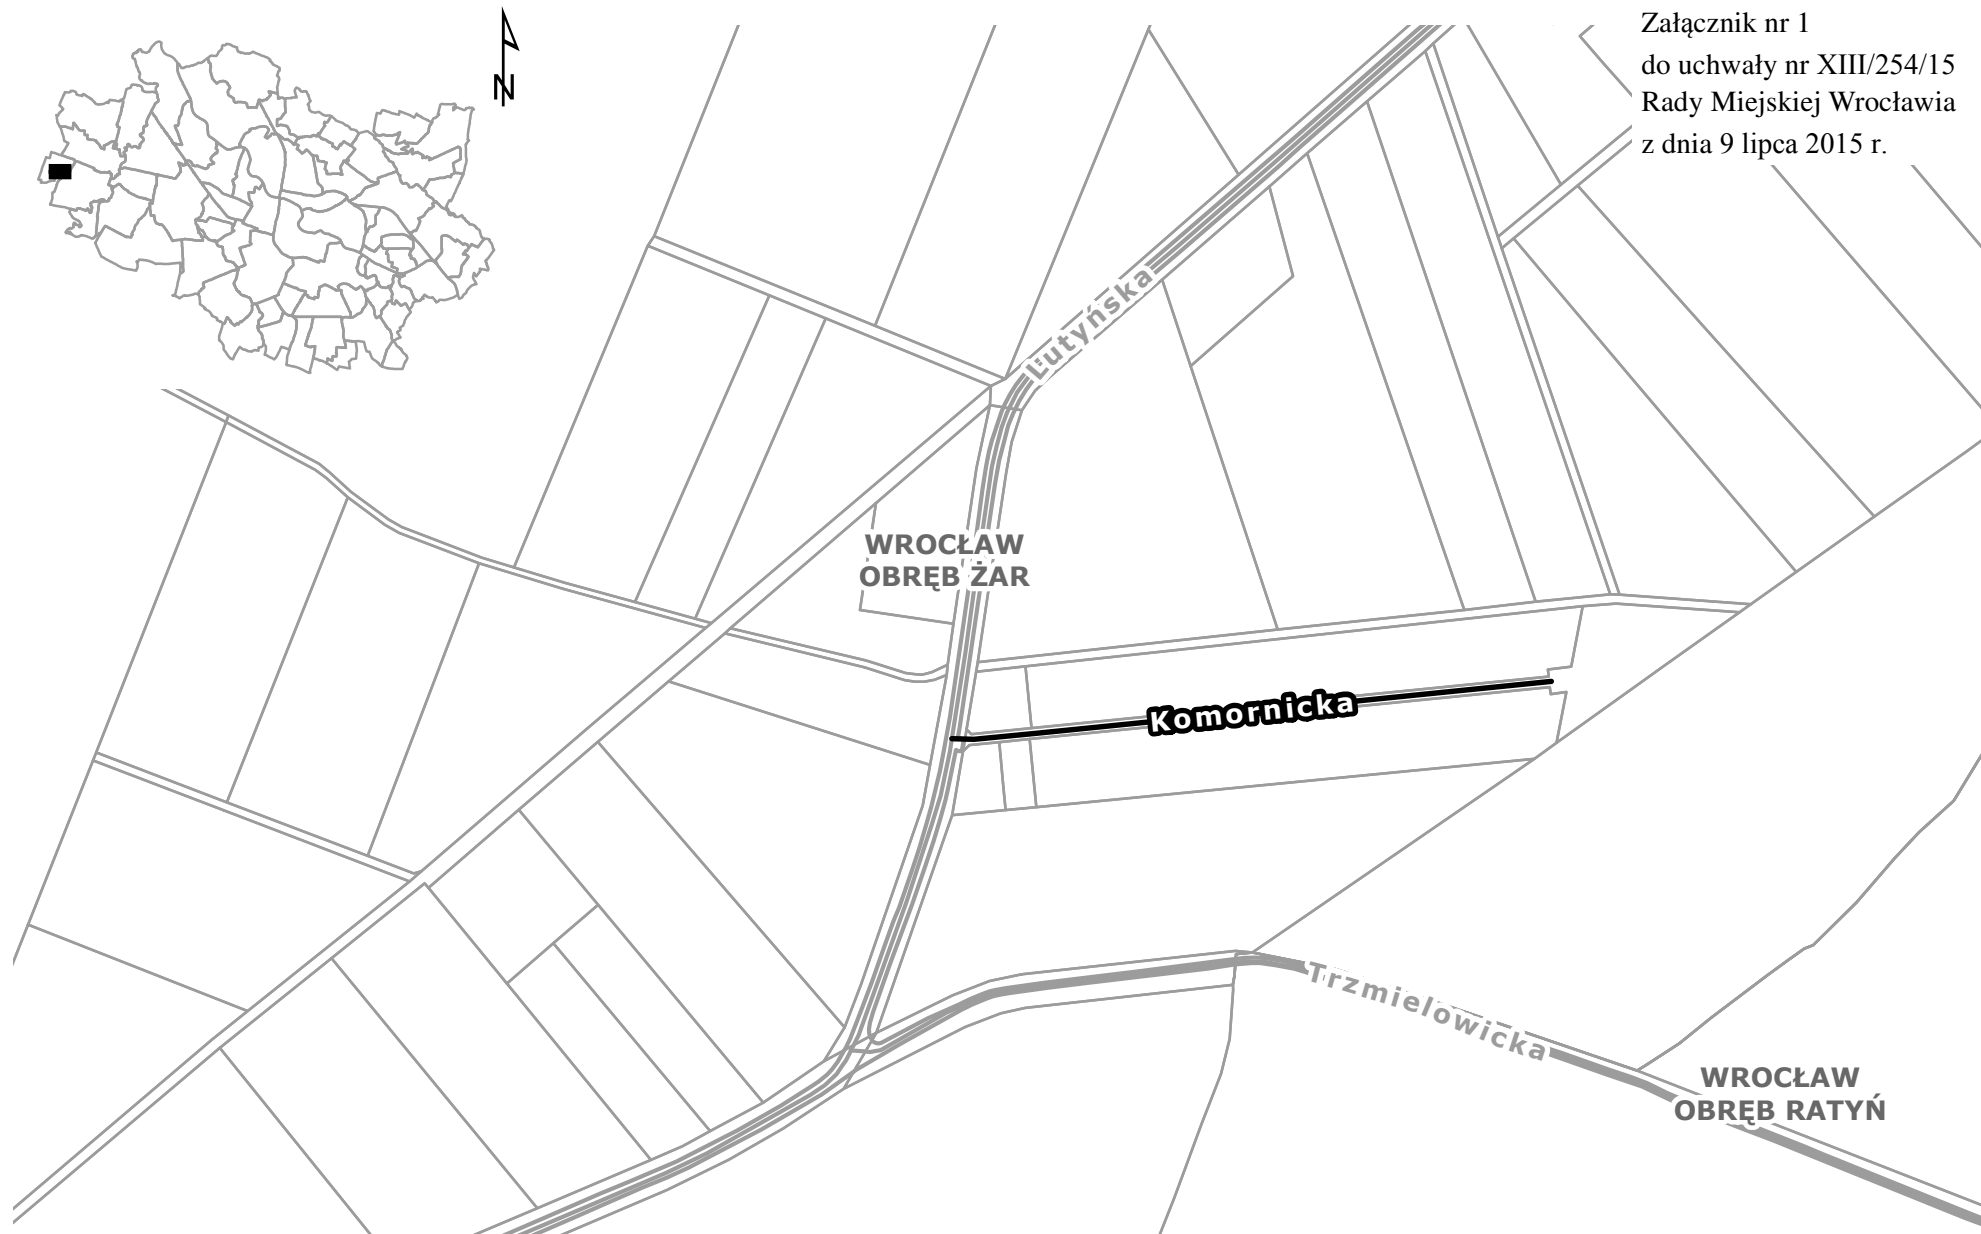 Załącznik nr 1
do uchwały nr XIII/254/15
Rady Miejskiej Wrocławia
z dnia 9 lipca 2015 r.
N
Lutyńska
WROCŁAW
OBRĘB ŻAR
Komornicka
Trzmielowicka
WROCŁAW
OBRĘB RATYŃ